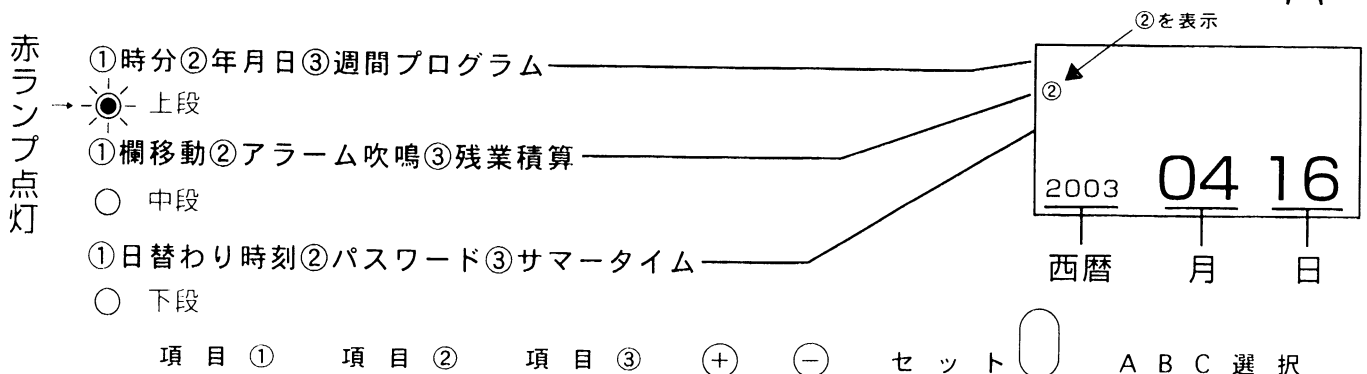 ②を表示
赤ランプ点灯
①時分②年月日③週間プログラム
上段
②
①欄移動②アラーム吹鳴③残業積算
中段
2003 04 16
①日替わり時刻②パスワード③サマータイム
西暦 月 日
下段
項目① 項目② 項目③ ＋ － セット ABC選択